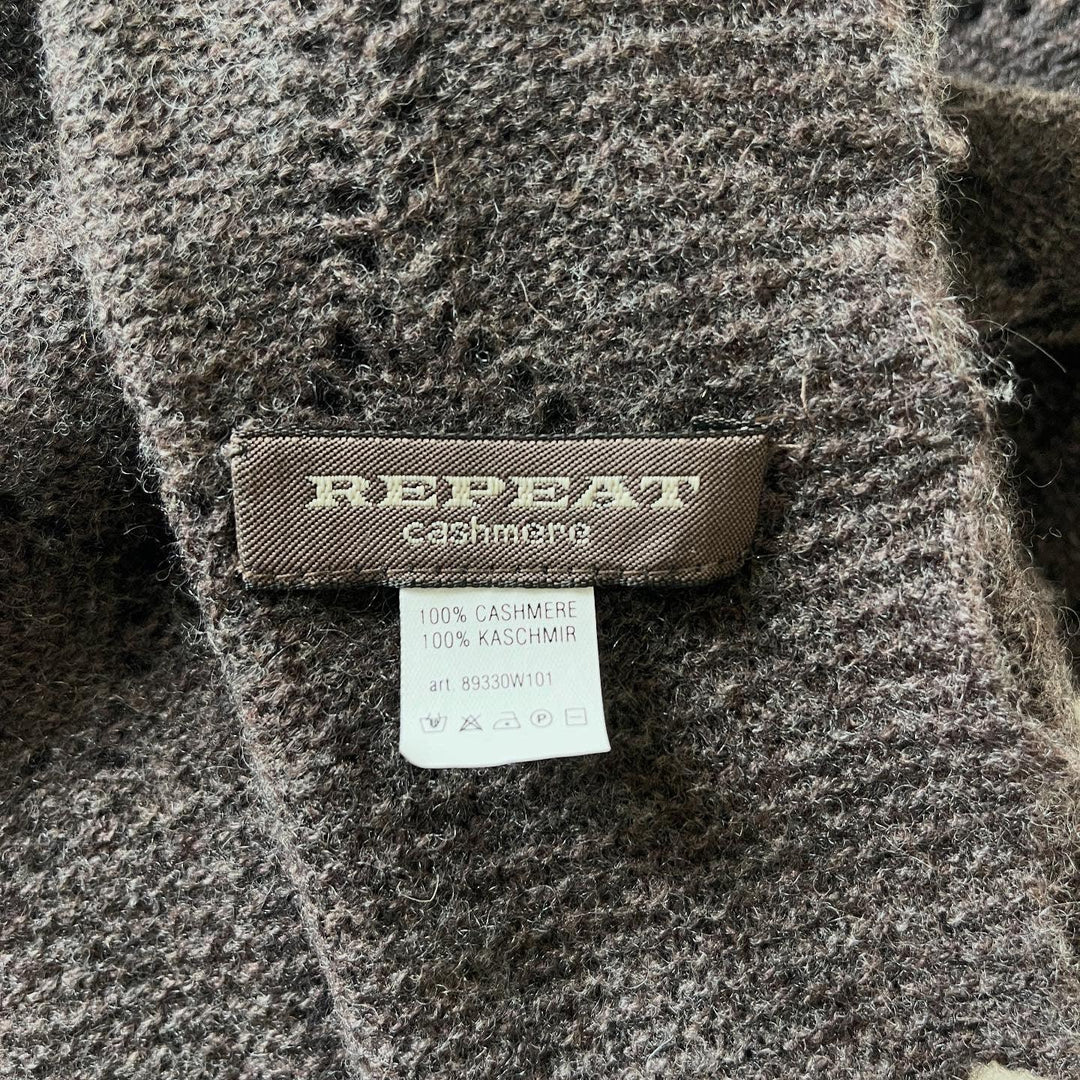 REPEAT
cashmere
100% CASHMERE
100% KASCHMIR
art. 89330W101
P